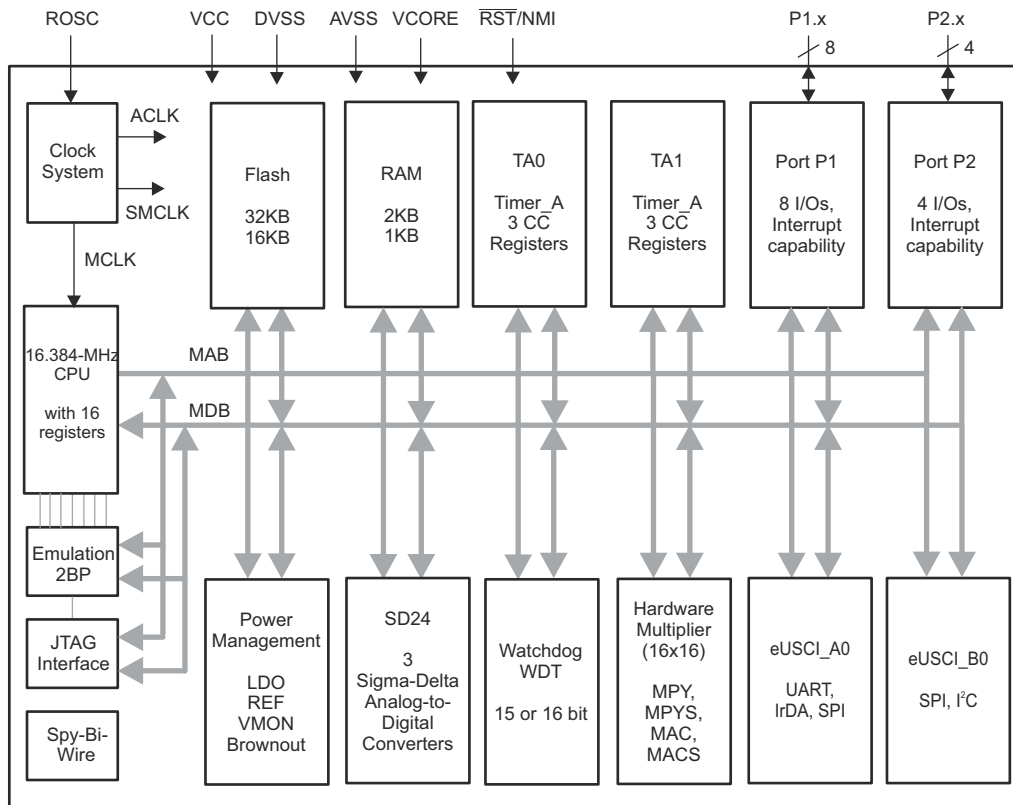 ROSC
VCC
DVSS
AVSS
VCORE
RST/NMI
P1.x
P2.x
8
4
Clock
System
ACLK
SMCLK
MCLK
Flash
32KB
16KB
RAM
2KB
1KB
TA0
Timer_A
3 CC
Registers
TA1
Timer_A
3 CC
Registers
Port P1
8 I/Os,
Interrupt
capability
Port P2
4 I/Os,
Interrupt
capability
16.384-MHz
CPU
with 16
registers
MAB
MDB
Emulation
2BP
JTAG
Interface
Spy-Bi-
Wire
Power
Management
LDO
REF
VMON
Brownout
SD24
3
Sigma-Delta
Analog-to-
Digital
Converters
Watchdog
WDT
15 or 16 bit
Hardware
Multiplier
(16x16)
MPY,
MPYS,
MAC,
MACS
eUSCI_A0
UART,
IrDA, SPI
eUSCI_B0
SPI, I²C